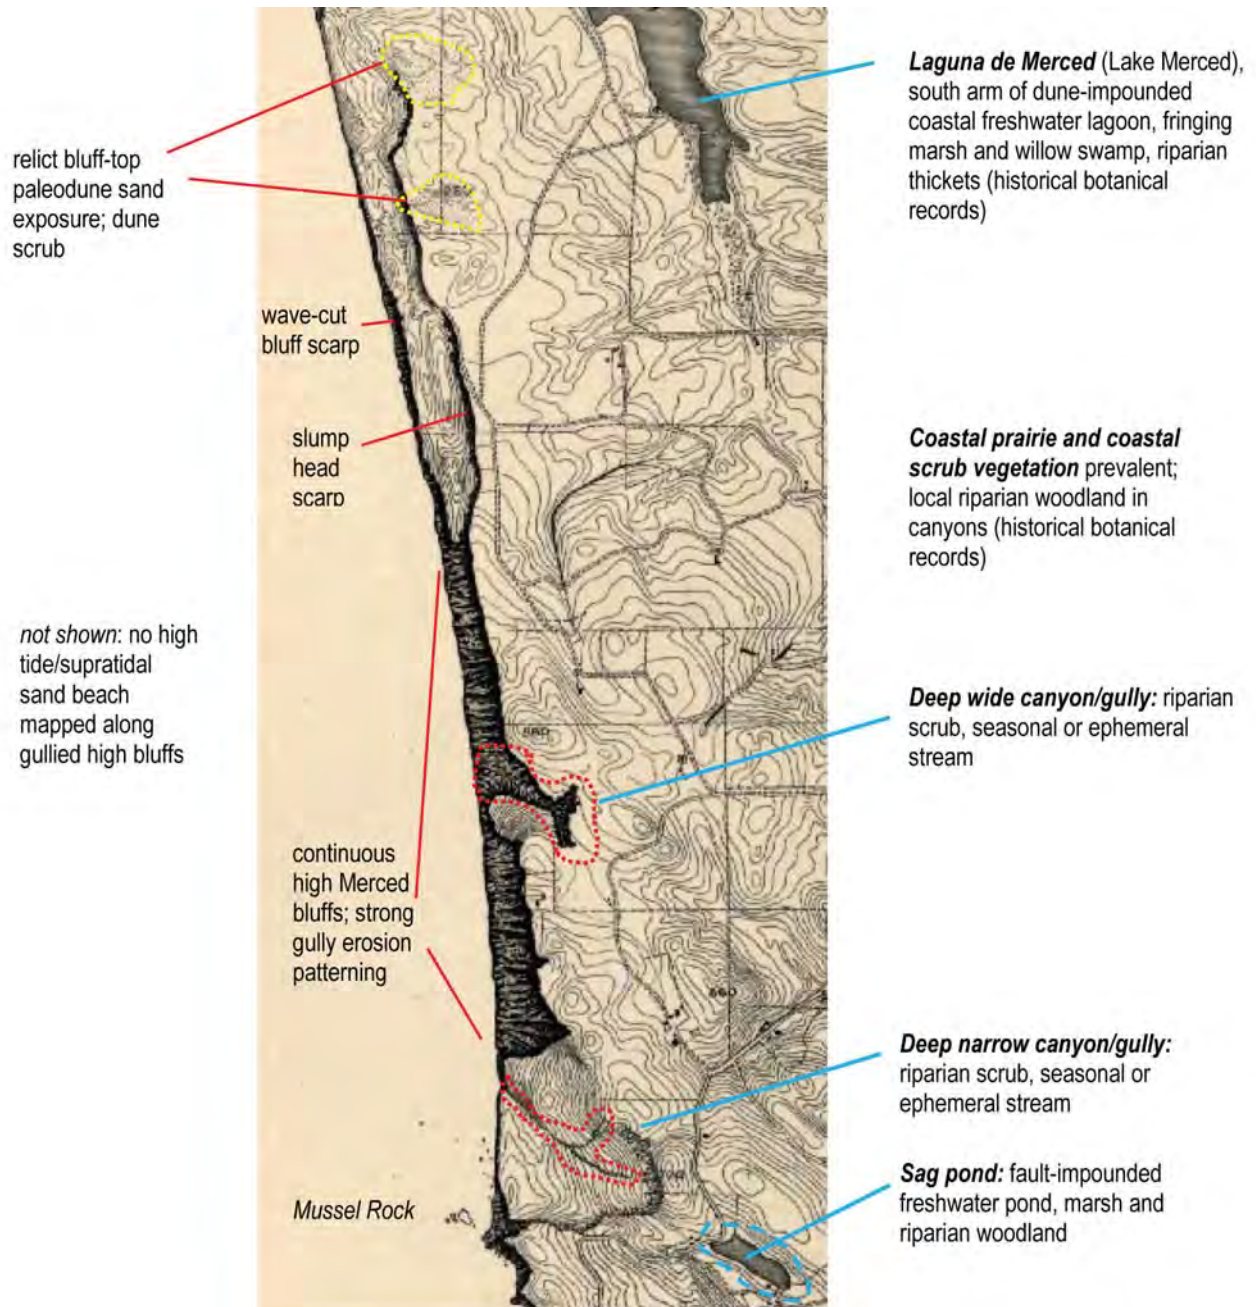 relict bluff-top
paleodune sand
exposure; dune
scrub
wave-cut
bluff scarp
slump
head
scarp
not shown: no high
tide/supratidal
sand beach
mapped along
gullied high bluffs
continuous
high Merced
bluffs; strong
gully erosion
patterning
Mussel Rock
560
560
Laguna de Merced (Lake Merced),
south arm of dune-impounded
coastal freshwater lagoon, fringing
marsh and willow swamp, riparian
thickets (historical botanical
records)
Coastal prairie and coastal
scrub vegetation prevalent;
local riparian woodland in
canyons (historical botanical
records)
Deep wide canyon/gully: riparian
scrub, seasonal or ephemeral
stream
Deep narrow canyon/gully:
riparian scrub, seasonal or
ephemeral stream
Sag pond: fault-impounded
freshwater pond, marsh and
riparian woodland